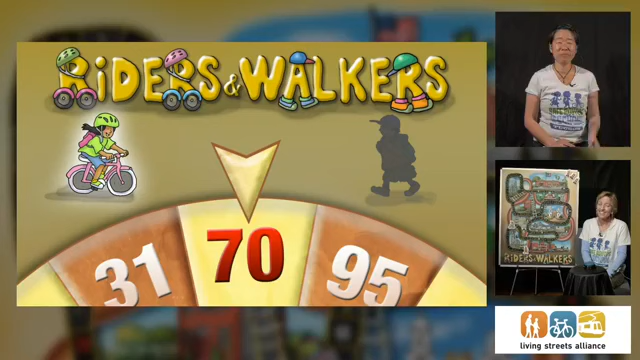 RiDERS & WALKERS
31
70
95
RiDERS & WALKERS
living streets alliance